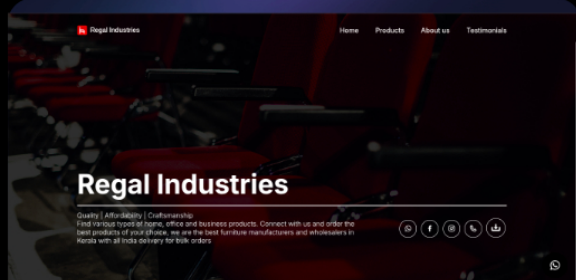 Regal Industries
Home Products About us Testimonials
Regal Industries
Quality | Affordability | Craftsmanship
Find various types of home, office and business products. Connect with us and order the
best products of your choice. we are the best furniture manufacturers and wholesalers in
Kerala with all India delivery for bulk orders